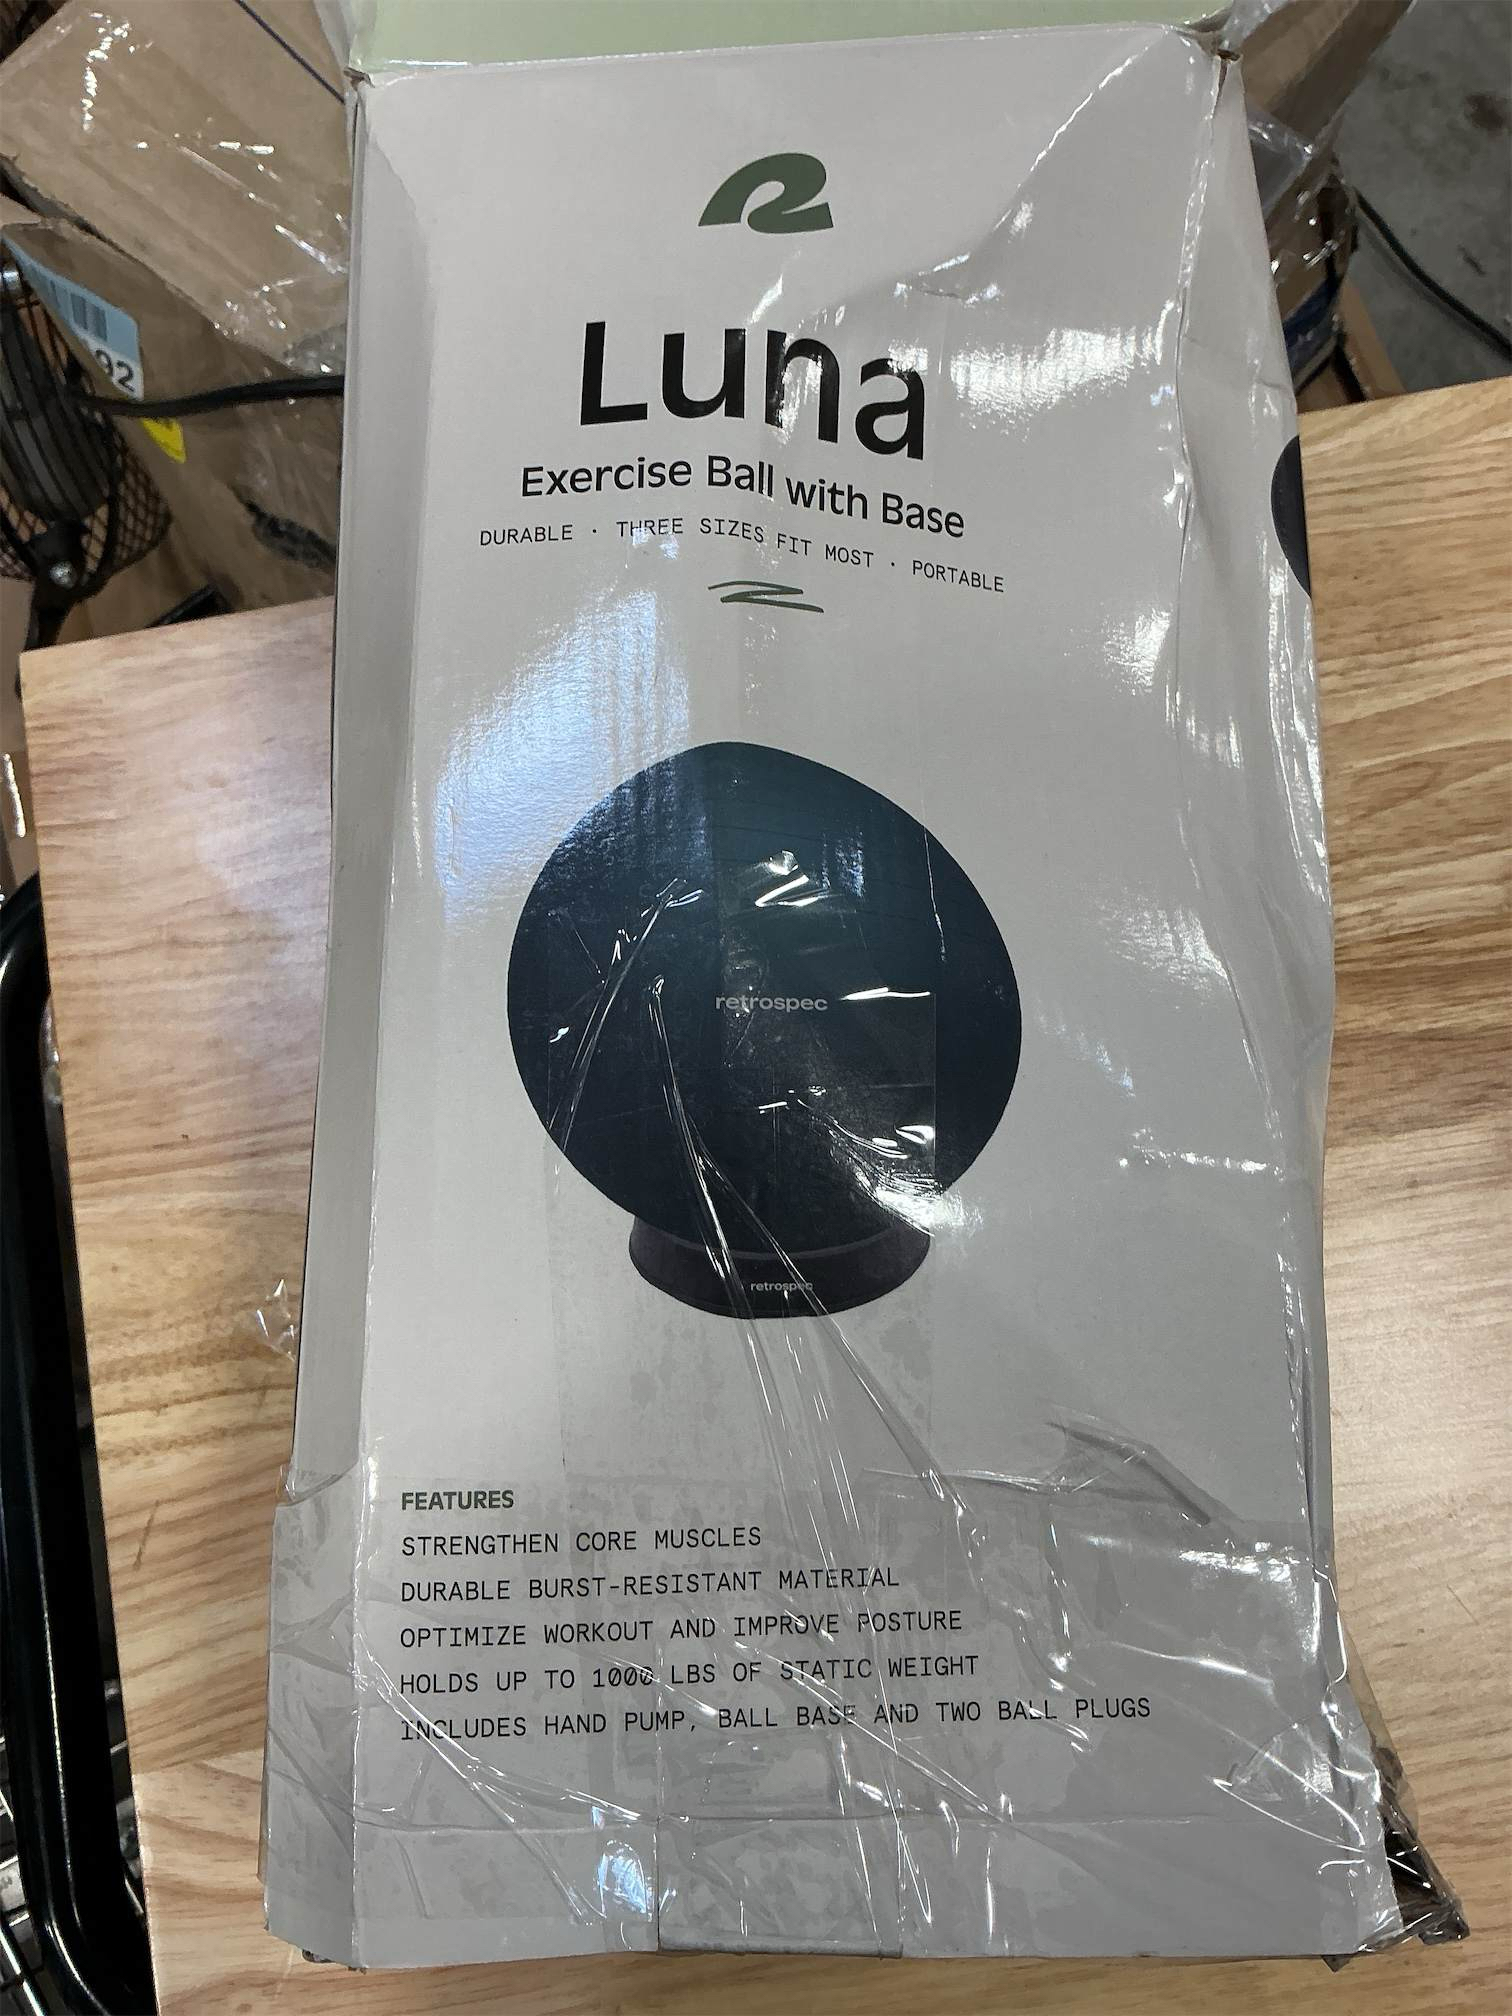 92
Luna
Exercise Ball with Base
DURABLE · THREE SIZES FIT MOST · PORTABLE
retrospec
retrospec
FEATURES
STRENGTHEN CORE MUSCLES
DURABLE BURST-RESISTANT MATERIAL
OPTIMIZE WORKOUT AND IMPROVE POSTURE
HOLDS UP TO 1000 LBS OF STATIC WEIGHT
INCLUDES HAND PUMP, BALL BASE AND TWO BALL PLUGS